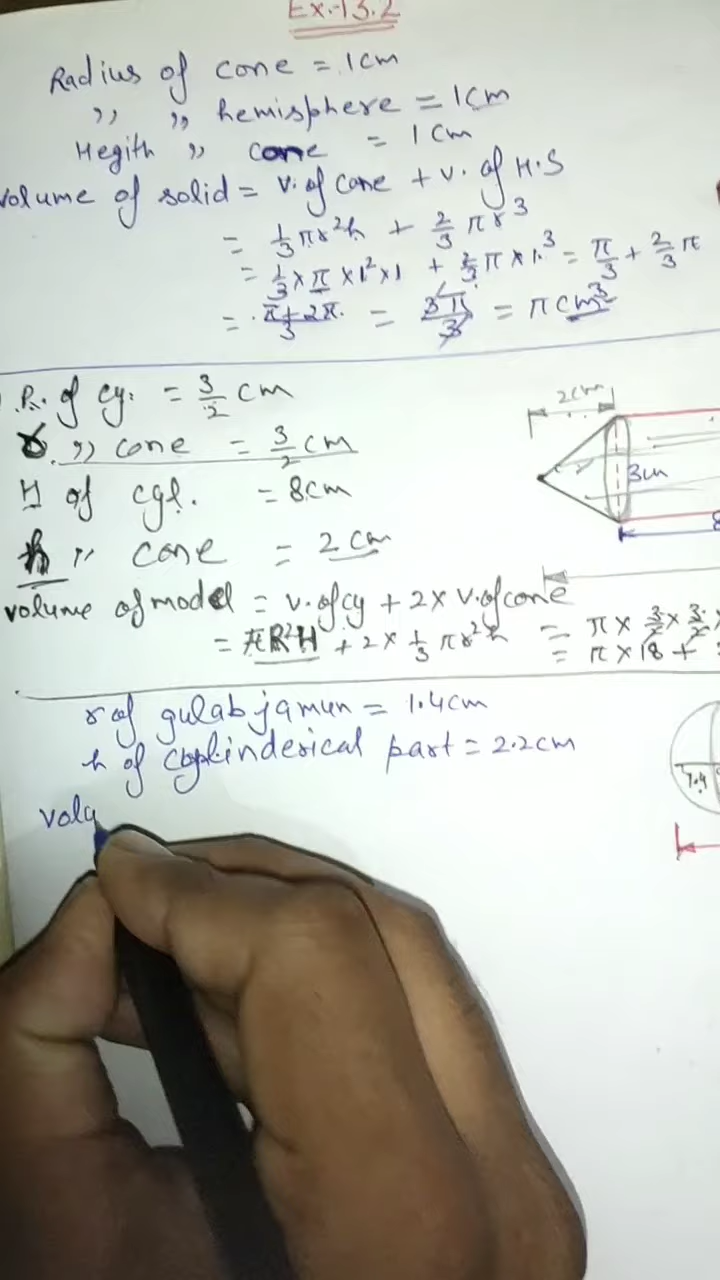 Ex.-13.2
Radius of cone = 1cm
,, ,, hemisphere = 1cm
Hegith ,, cone = 1cm
Volume of solid = V. of cone + V. of H.S
= 1/3 πr²h + 2/3 πr³
= 1/3 × π × 1² × 1 + 2/3 π × 1³ = π/3 + 2/3 π
= π + 2π/3 = 3π/3 = π cm³
R. of cy. = 3/2 cm
r ,, cone = 3/2 cm
H of cyl. = 8cm
h ,, cone = 2cm
2cm
3cm
8
volume of model = v. of cy + 2 × v. of cone
= πR²H + 2 × 1/3 πr²h = π × 3/2 × 3/2 ×
= π × 18 +
r of gulab jamun = 1.4cm
h of cyplinderical part = 2.2cm
1.4
volu